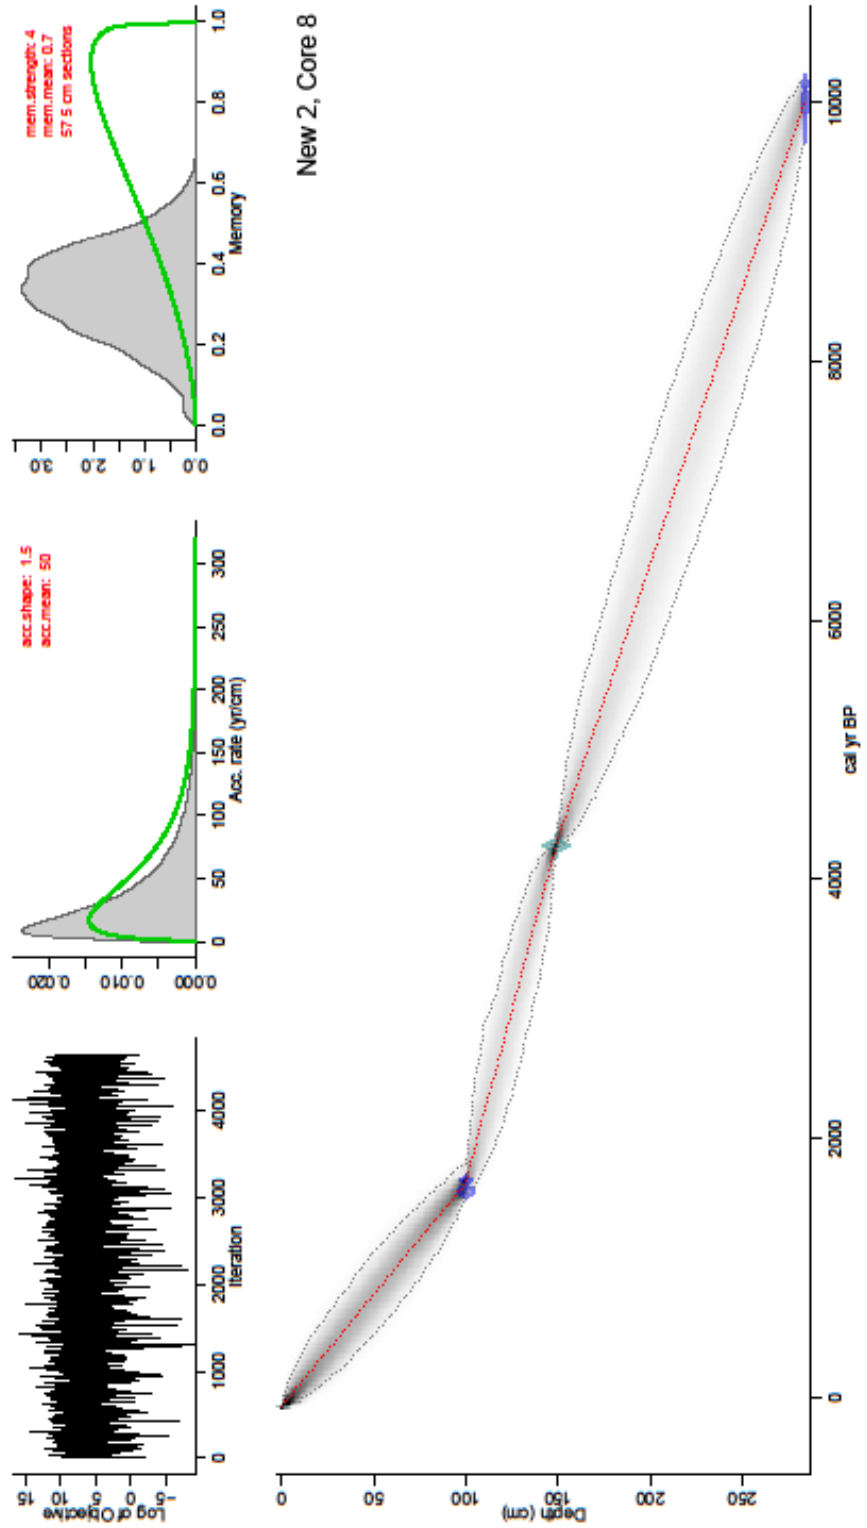 Log of Objective
−5 0 5 10 15
0 1000 2000 3000 4000
Iteration
acc.shape: 1.5
acc.mean: 50
0.000 0.010 0.020
0 50 100 150 200 250 300
Acc. rate (yr/cm)
mem.strength: 4
mem.mean: 0.7
57 5 cm sections
0.0 1.0 2.0 3.0
0.0 0.2 0.4 0.6 0.8 1.0
Memory
New 2, Core 8
Depth (cm)
0 50 100 150 200 250
0 2000 4000 6000 8000 10000
cal yr BP